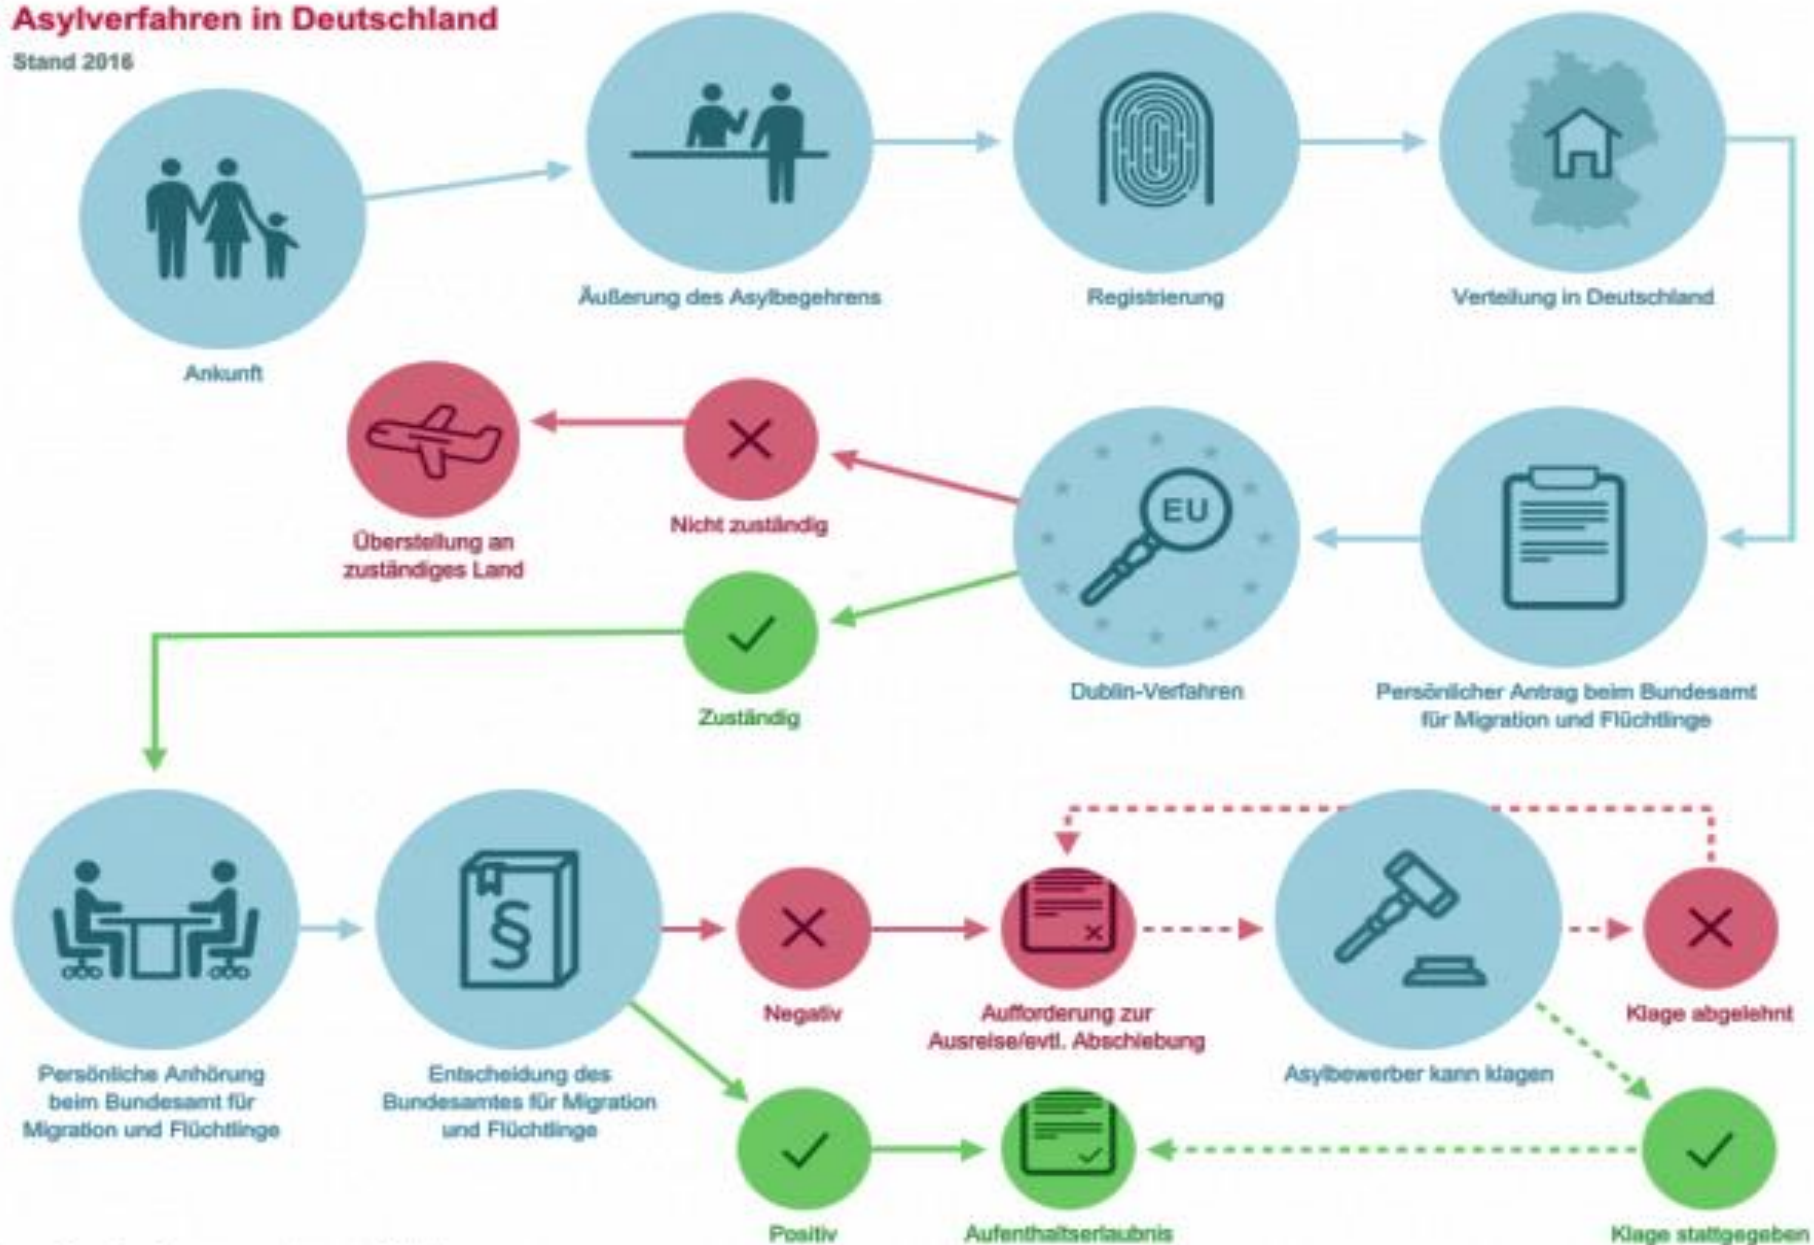 Asylverfahren in Deutschland
Stand 2016
Ankunft
Äußerung des Asylbegehrens
Registrierung
Verteilung in Deutschland
Persönlicher Antrag beim Bundesamt
für Migration und Flüchtlinge
EU
Dublin-Verfahren
Nicht zuständig
Überstellung an
zuständiges Land
Zuständig
Persönliche Anhörung
beim Bundesamt für
Migration und Flüchtlinge
§
Entscheidung des
Bundesamtes für Migration
und Flüchtlinge
Negativ
Aufforderung zur
Ausreise/evtl. Abschiebung
Asylbewerber kann klagen
Klage abgelehnt
Positiv
Aufenthaltserlaubnis
Klage stattgegeben